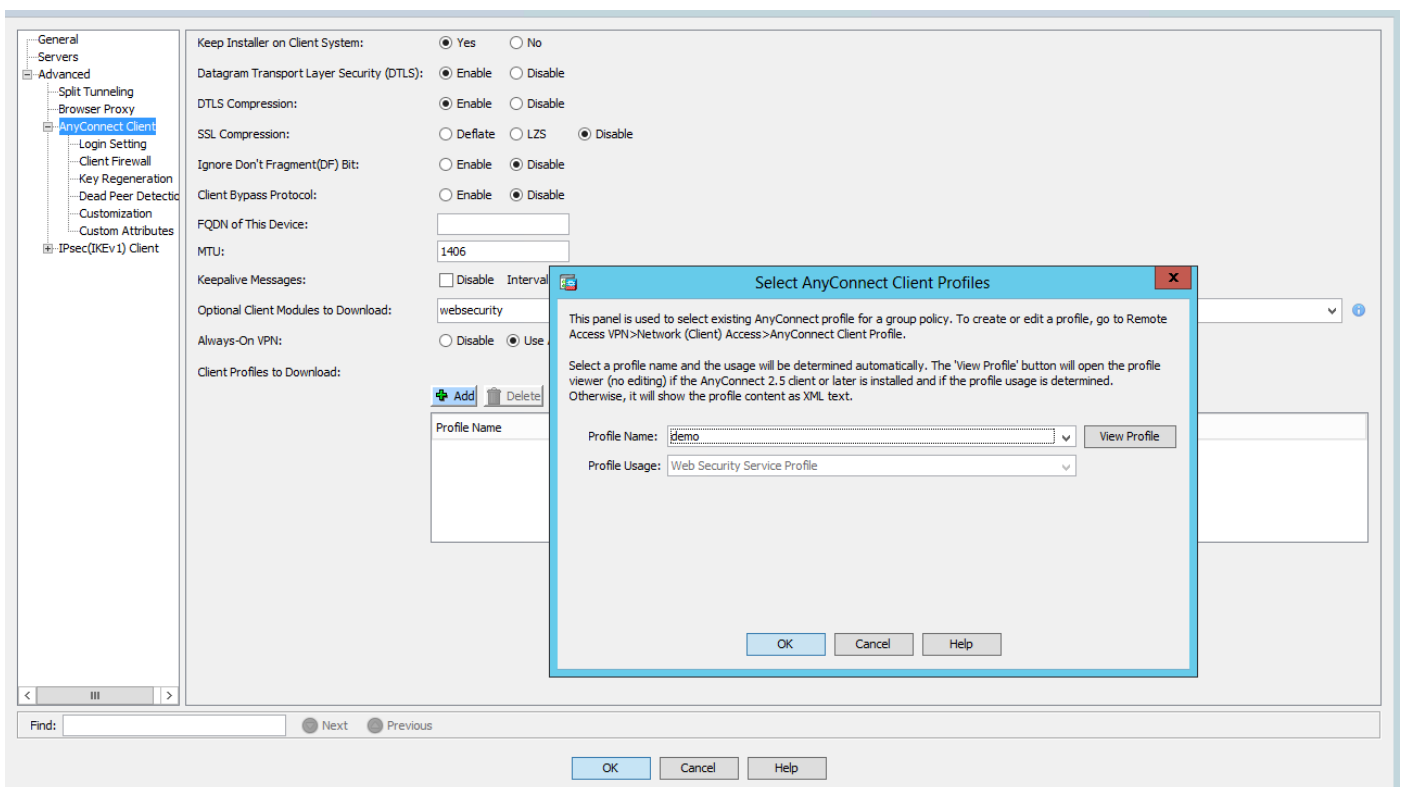 General
Servers
Advanced
Split Tunneling
Browser Proxy
AnyConnect Client
Login Setting
Client Firewall
Key Regeneration
Dead Peer Detectio
Customization
Custom Attributes
IPsec(IKEv1) Client
Keep Installer on Client System: Yes No
Datagram Transport Layer Security (DTLS): Enable Disable
DTLS Compression: Enable Disable
SSL Compression: Deflate LZS Disable
Ignore Don't Fragment(DF) Bit: Enable Disable
Client Bypass Protocol: Enable Disable
FQDN of This Device:
MTU: 1406
Keepalive Messages: Disable Interval
Optional Client Modules to Download: websecurity
Always-On VPN: Disable Use
Client Profiles to Download:
Add Delete
Profile Name
Select AnyConnect Client Profiles
X
This panel is used to select existing AnyConnect profile for a group policy. To create or edit a profile, go to Remote
Access VPN>Network (Client) Access>AnyConnect Client Profile.
Select a profile name and the usage will be determined automatically. The 'View Profile' button will open the profile
viewer (no editing) if the AnyConnect 2.5 client or later is installed and if the profile usage is determined.
Otherwise, it will show the profile content as XML text.
Profile Name: demo View Profile
Profile Usage: Web Security Service Profile
OK Cancel Help
Find: Next Previous
OK Cancel Help